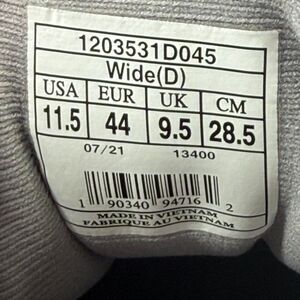 1203531D045
Wide(D)
USA EUR UK CM
11.5 44 9.5 28.5
07/21 13400
1 90340 94716 2
MADE IN VIETNAM
FABRIQUE AU VIETNAM